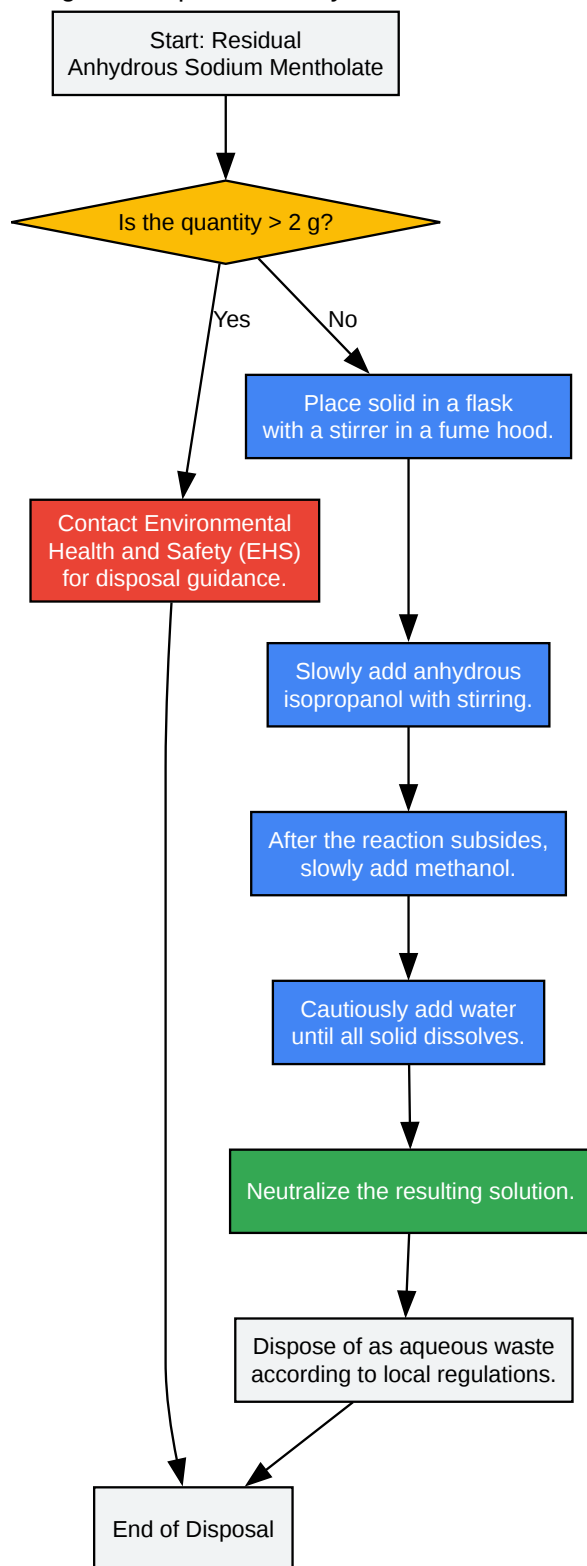 Start: Residual
Anhydrous Sodium Mentholate
Is the quantity > 2 g?
Yes
No
Place solid in a flask
with a stirrer in a fume hood.
Contact Environmental
Health and Safety (EHS)
for disposal guidance.
Slowly add anhydrous
isopropanol with stirring.
After the reaction subsides,
slowly add methanol.
Cautiously add water
until all solid dissolves.
Neutralize the resulting solution.
Dispose of as aqueous waste
according to local regulations.
End of Disposal